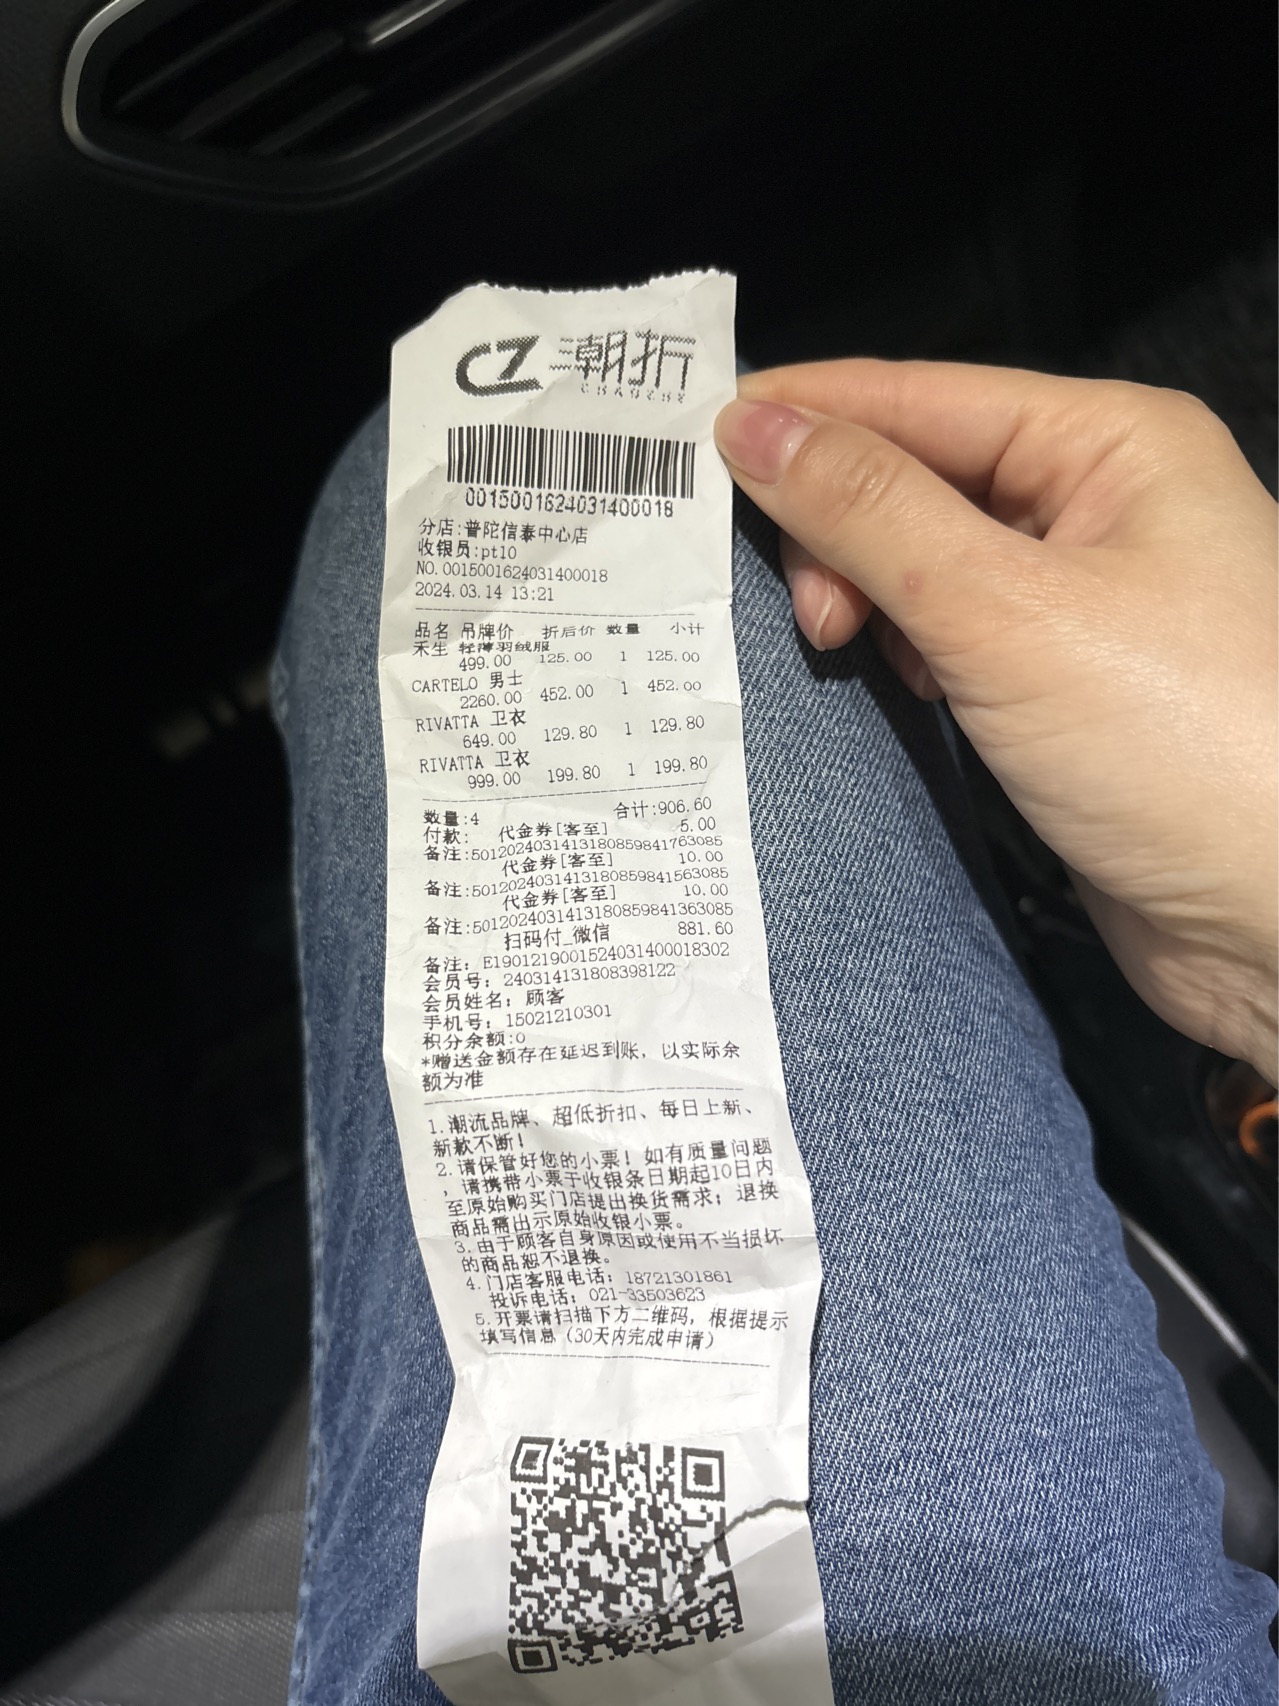 CZ 潮折
CHAOZHE
0015001624031400018
分店:普陀信泰中心店
收银员:pt10
NO.0015001624031400018
2024.03.14 13:21
品名 吊牌价 折后价 数量 小计
禾生 轻薄羽绒服
499.00 125.00 1 125.00
CARTELO 男士
2260.00 452.00 1 452.00
RIVATTA 卫衣
649.00 129.80 1 129.80
RIVATTA 卫衣
999.00 199.80 1 199.80
数量:4 合计:906.60
付款: 代金券[客至] 5.00
备注:5012024031413180859841763085
代金券[客至] 10.00
备注:5012024031413180859841563085
代金券[客至] 10.00
备注:5012024031413180859841363085
扫码付_微信 881.60
备注: E1901219001524031400018302
会员号: 240314131808398122
会员姓名: 顾客
手机号: 15021210301
积分余额:0
*赠送金额存在延迟到账, 以实际余
额为准
1.潮流品牌、超低折扣、每日上新、
新款不断!
2.请保管好您的小票! 如有质量问题
, 请携带小票于收银条日期起10日内
至原始购买门店提出换货需求; 退换
商品需出示原始收银小票。
3.由于顾客自身原因或使用不当损坏
的商品恕不退换。
4.门店客服电话: 18721301861
投诉电话: 021-33503623
5.开票请扫描下方二维码, 根据提示
填写信息 (30天内完成申请)